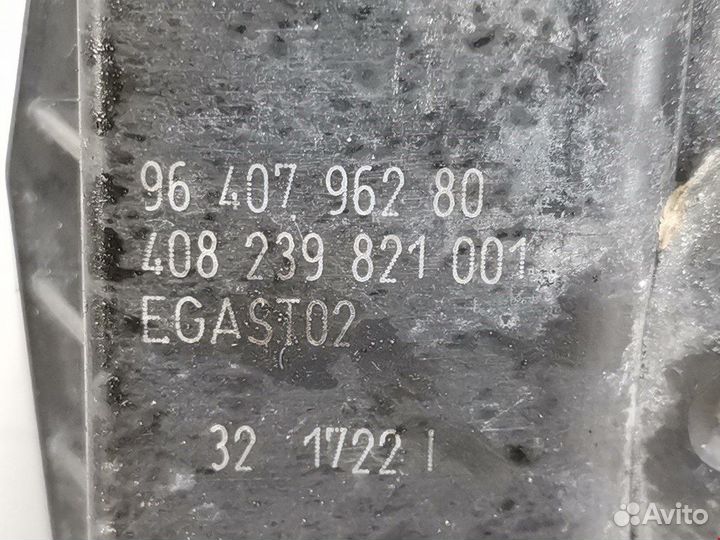 96 407 962 80
408 239 821 001
EGAST02
32 1722 I
Avito